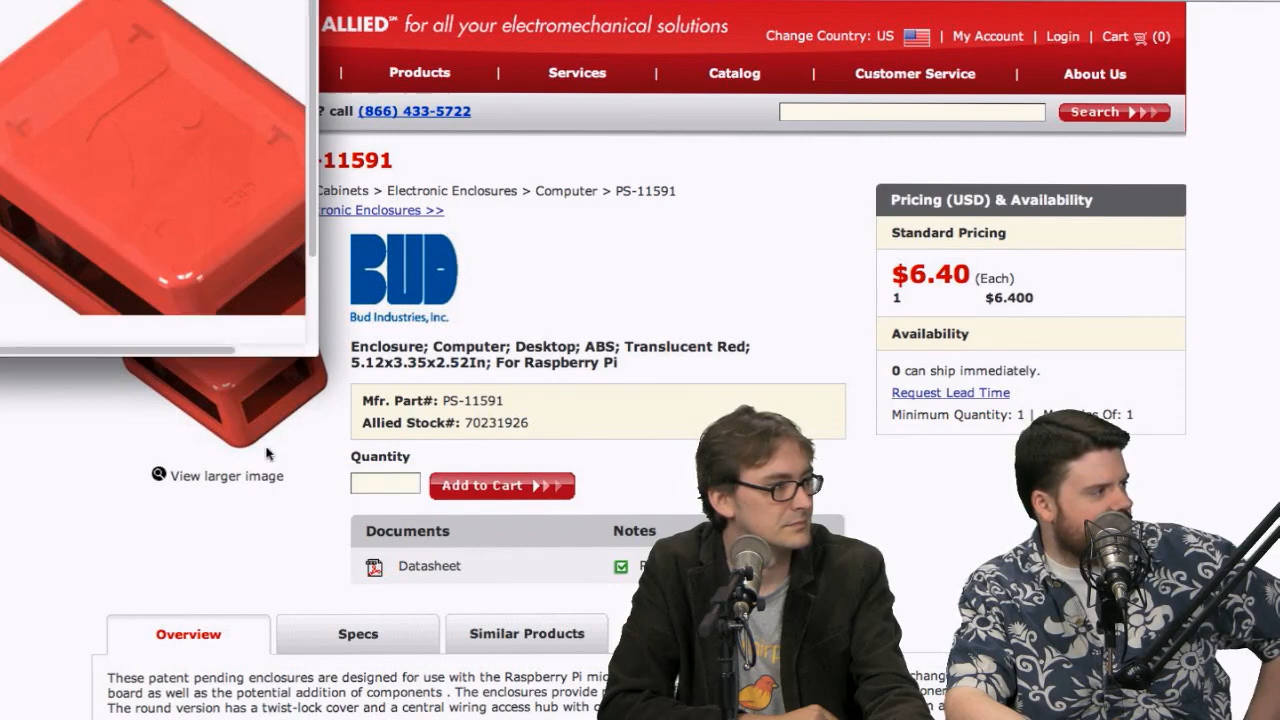 ALLIED℠ for all your electromechanical solutions
Change Country: US | My Account | Login | Cart (0)
| Products | Services | Catalog | Customer Service | About Us
? call (866) 433-5722
Search
-11591
Cabinets > Electronic Enclosures > Computer > PS-11591
ronic Enclosures >>
BUD
Bud Industries, Inc.
Enclosure; Computer; Desktop; ABS; Translucent Red;
5.12x3.35x2.52In; For Raspberry Pi
Mfr. Part#: PS-11591
Allied Stock#: 70231926
Quantity
Add to Cart
View larger image
Documents Notes
Datasheet
Pricing (USD) & Availability
Standard Pricing
$6.40 (Each)
1 $6.400
Availability
0 can ship immediately.
Request Lead Time
Minimum Quantity: 1 | Of: 1
Overview Specs Similar Products
These patent pending enclosures are designed for use with the Raspberry Pi
board as well as the potential addition of components . The enclosures provide
The round version has a twist-lock cover and a central wiring access hub with